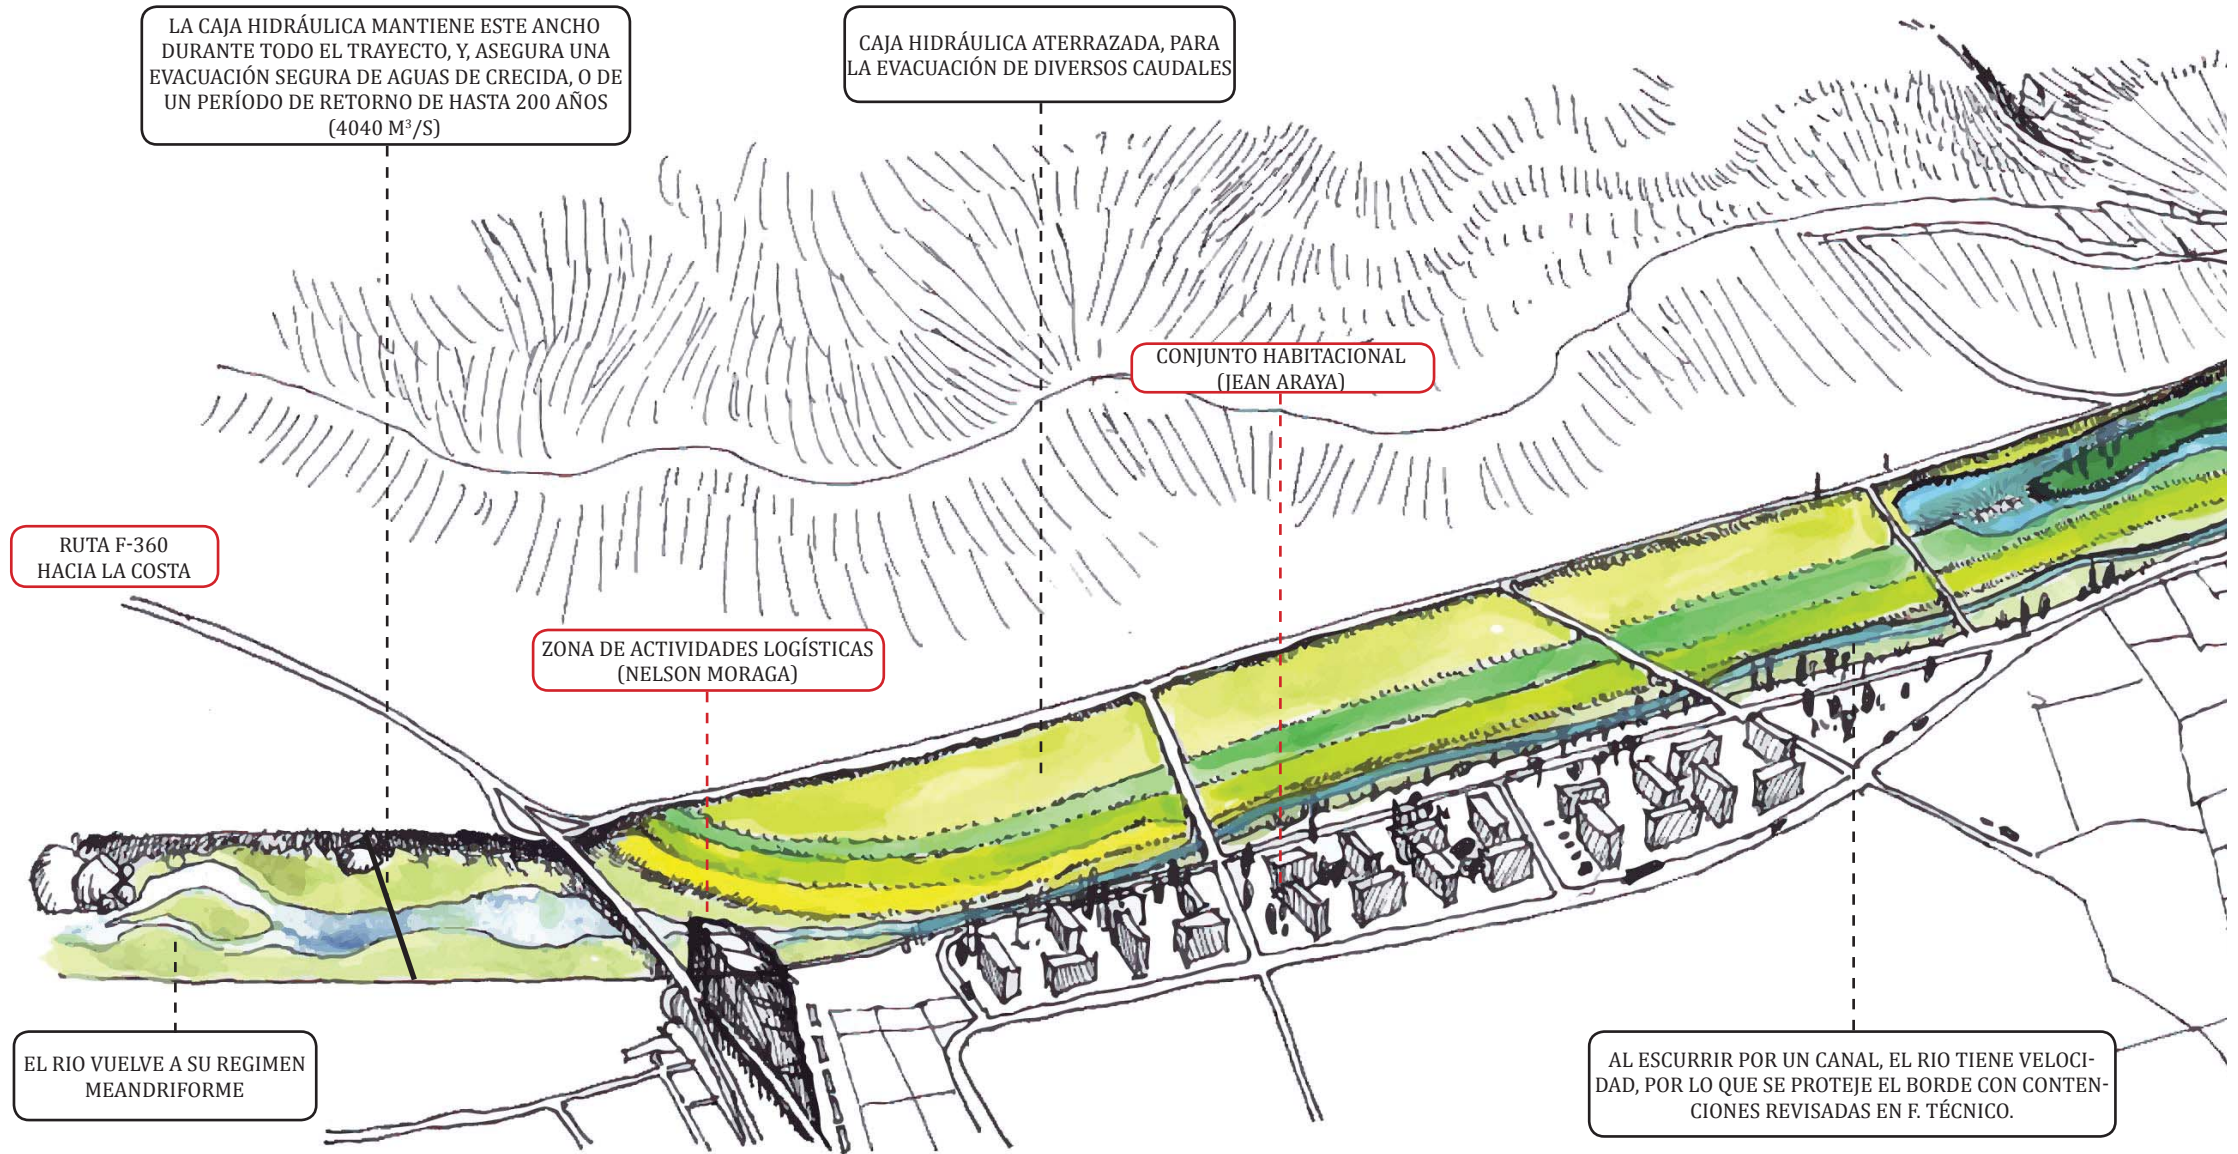 LA CAJA HIDRÁULICA MANTIENE ESTE ANCHO
DURANTE TODO EL TRAYECTO, Y, ASEGURA UNA
EVACUACIÓN SEGURA DE AGUAS DE CRECIDA, O DE
UN PERÍODO DE RETORNO DE HASTA 200 AÑOS
(4040 M³/S)
CAJA HIDRÁULICA ATERRAZADA, PARA
LA EVACUACIÓN DE DIVERSOS CAUDALES
CONJUNTO HABITACIONAL
(JEAN ARAYA)
RUTA F-360
HACIA LA COSTA
ZONA DE ACTIVIDADES LOGÍSTICAS
(NELSON MORAGA)
EL RIO VUELVE A SU REGIMEN
MEANDRIFORME
AL ESCURRIR POR UN CANAL, EL RIO TIENE VELOCI-
DAD, POR LO QUE SE PROTEJE EL BORDE CON CONTEN-
CIONES REVISADAS EN F. TÉCNICO.